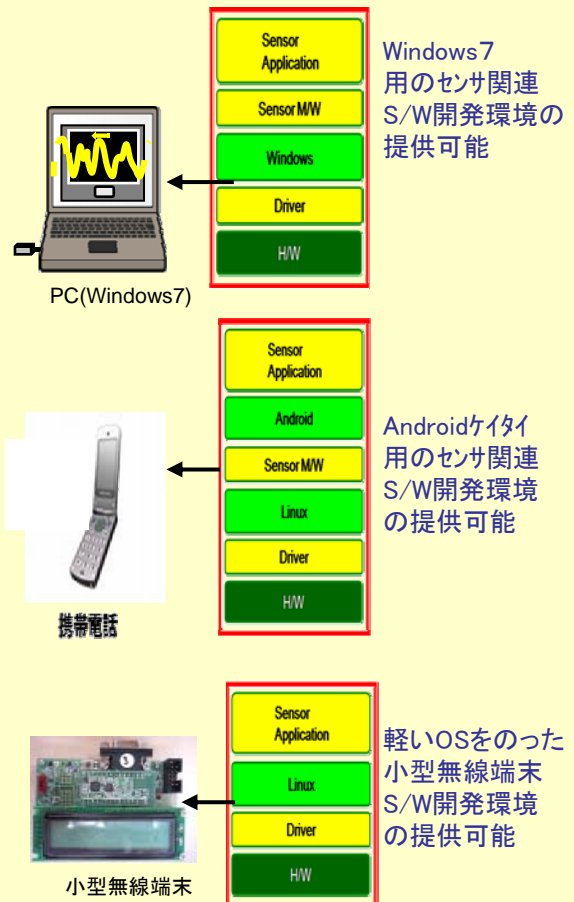 Sensor
Application
Sensor M/W
Windows
Driver
H/W
Windows7
用のセンサ関連
S/W開発環境の
提供可能
PC(Windows7)
Sensor
Application
Android
Sensor M/W
Linux
Driver
H/W
Androidケイタイ
用のセンサ関連
S/W開発環境
の提供可能
携帯電話
Sensor
Application
Linux
Driver
H/W
軽いOSをのった
小型無線端末
S/W開発環境
の提供可能
小型無線端末